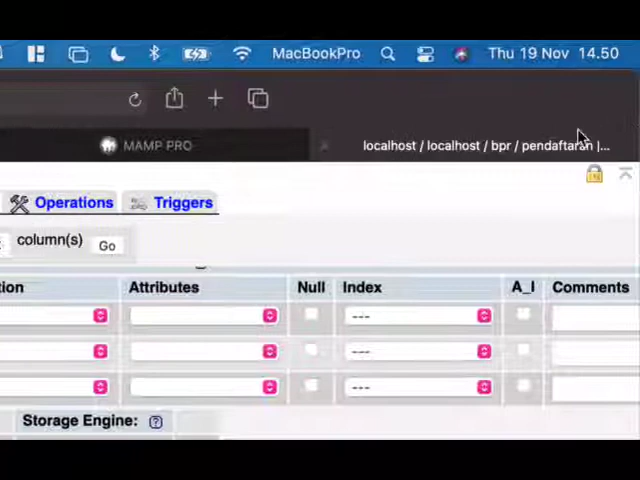 MacBookPro Thu 19 Nov 14.50
MAMP PRO localhost / localhost / bpr / pendaftaran |...
Operations Triggers
column(s) Go
tion Attributes Null Index A_I Comments
---
---
---
Storage Engine: